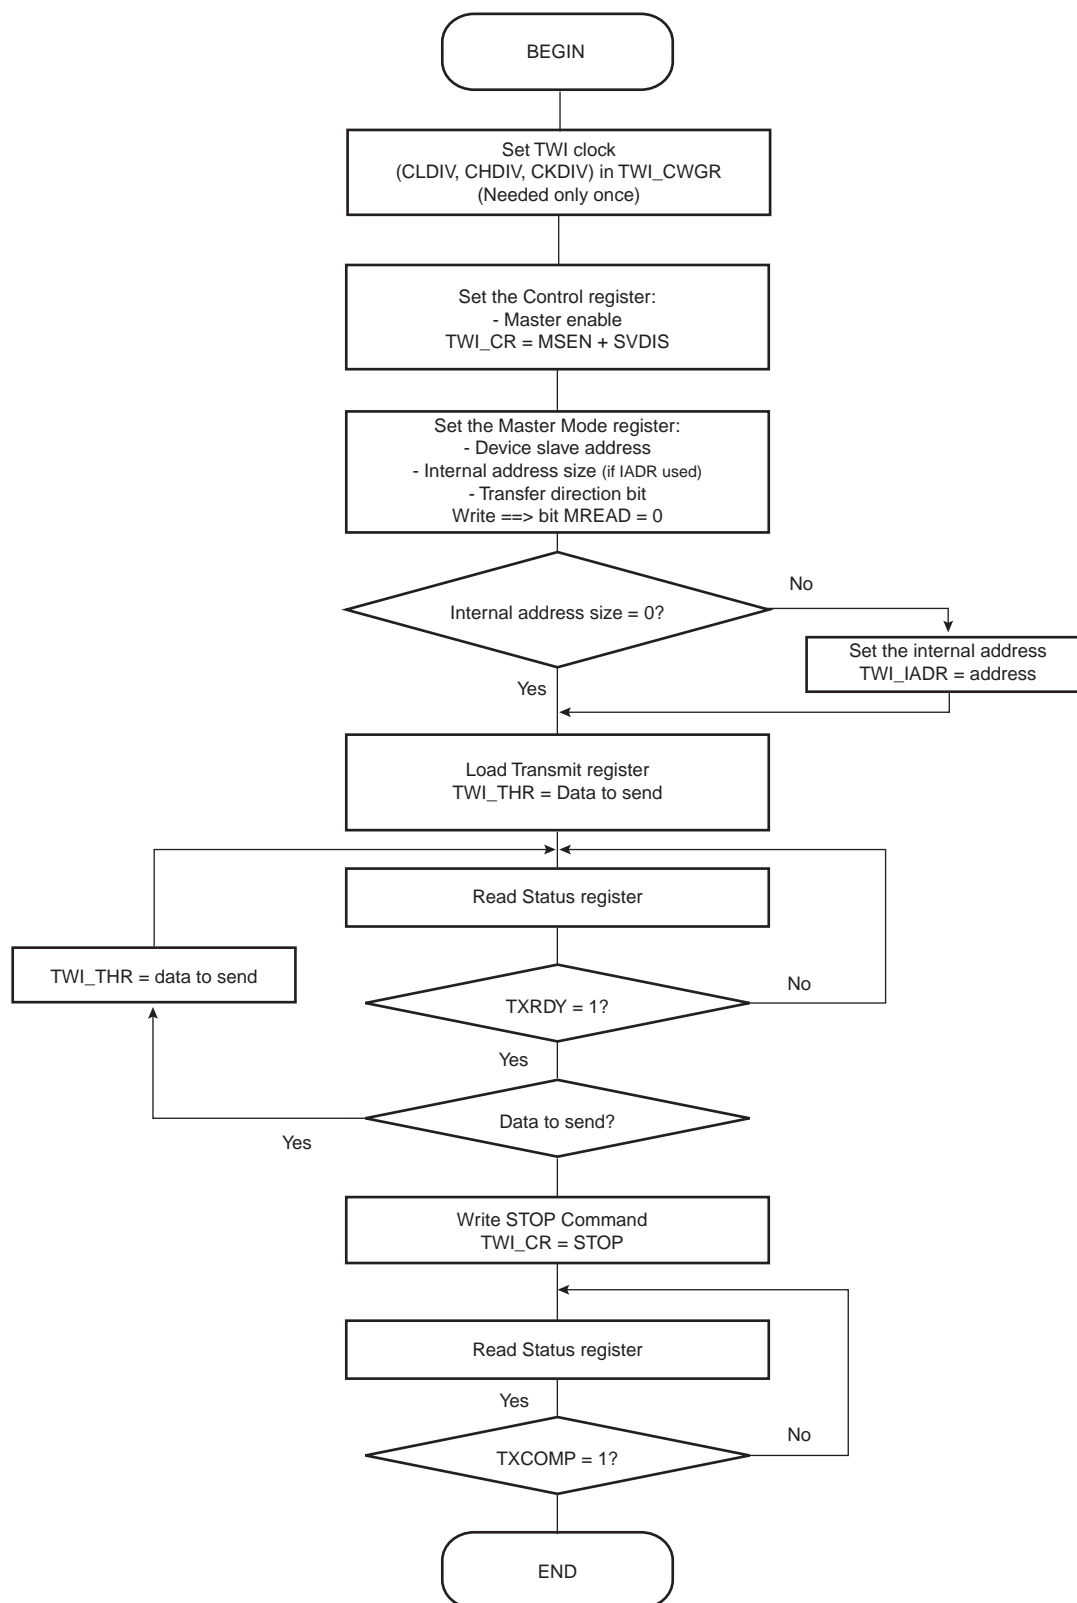 BEGIN
Set TWI clock
(CLDIV, CHDIV, CKDIV) in TWI_CWGR
(Needed only once)
Set the Control register:
- Master enable
TWI_CR = MSEN + SVDIS
Set the Master Mode register:
- Device slave address
- Internal address size (if IADR used)
- Transfer direction bit
Write ==> bit MREAD = 0
No
Internal address size = 0?
Set the internal address
TWI_IADR = address
Yes
Load Transmit register
TWI_THR = Data to send
Read Status register
TWI_THR = data to send
No
TXRDY = 1?
Yes
Data to send?
Yes
Write STOP Command
TWI_CR = STOP
Read Status register
Yes
No
TXCOMP = 1?
END